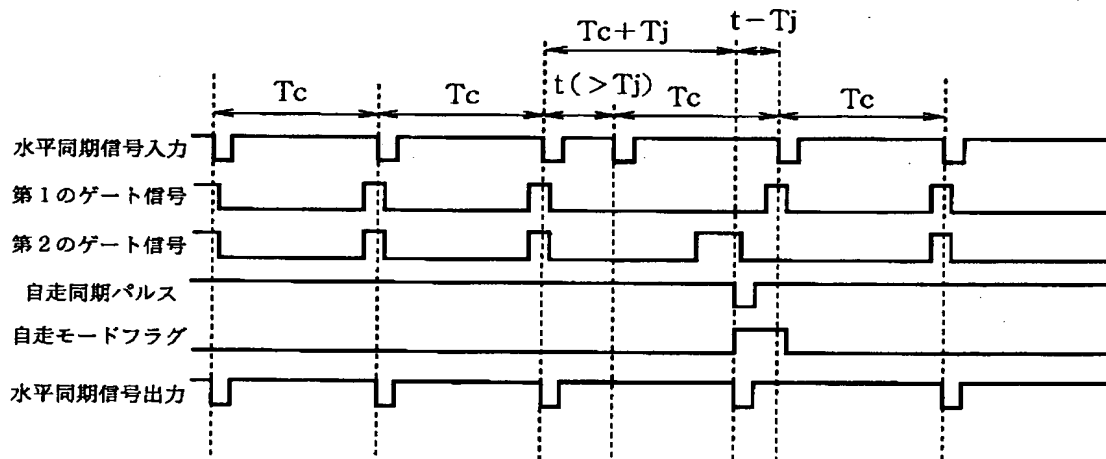 t－Tj
Tc＋Tj
t(＞Tj)
Tc Tc Tc Tc
水平同期信号入力
第１のゲート信号
第２のゲート信号
自走同期パルス
自走モードフラグ
水平同期信号出力